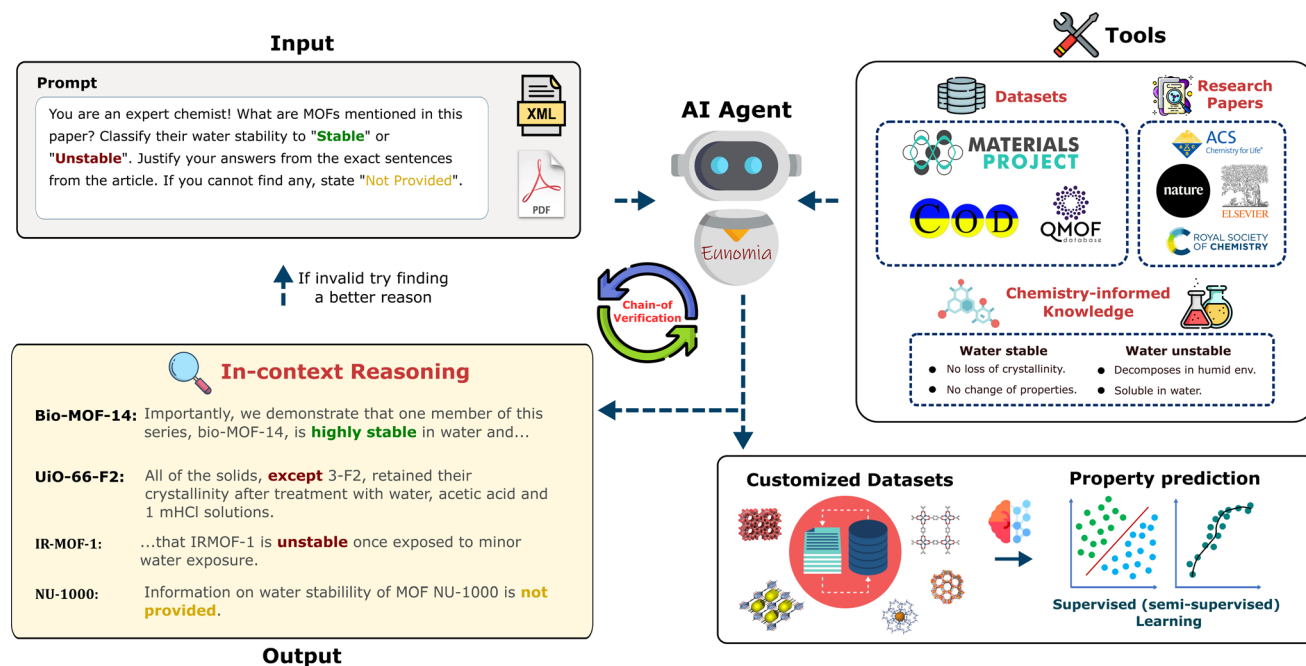 Input
Prompt
You are an expert chemist! What are MOFs mentioned in this
paper? Classify their water stability to "Stable" or
"Unstable". Justify your answers from the exact sentences
from the article. If you cannot find any, state "Not Provided".
XML
PDF
If invalid try finding
a better reason
AI Agent
Eunomia
Chain-of
Verification
Tools
Datasets
MATERIALS
PROJECT
COD
QMOF
database
Research
Papers
ACS
Chemistry for Life®
nature
ELSEVIER
ROYAL SOCIETY
OF CHEMISTRY
Chemistry-informed
Knowledge
Water stable
● No loss of crystallinity.
● No change of properties.
Water unstable
● Decomposes in humid env.
● Soluble in water.
In-context Reasoning
Bio-MOF-14: Importantly, we demonstrate that one member of this
series, bio-MOF-14, is highly stable in water and...
UiO-66-F2: All of the solids, except 3-F2, retained their
crystallinity after treatment with water, acetic acid and
1 mHCl solutions.
IR-MOF-1: ...that IRMOF-1 is unstable once exposed to minor
water exposure.
NU-1000: Information on water stabilility of MOF NU-1000 is not
provided.
Output
Customized Datasets
Property prediction
Supervised (semi-supervised)
Learning